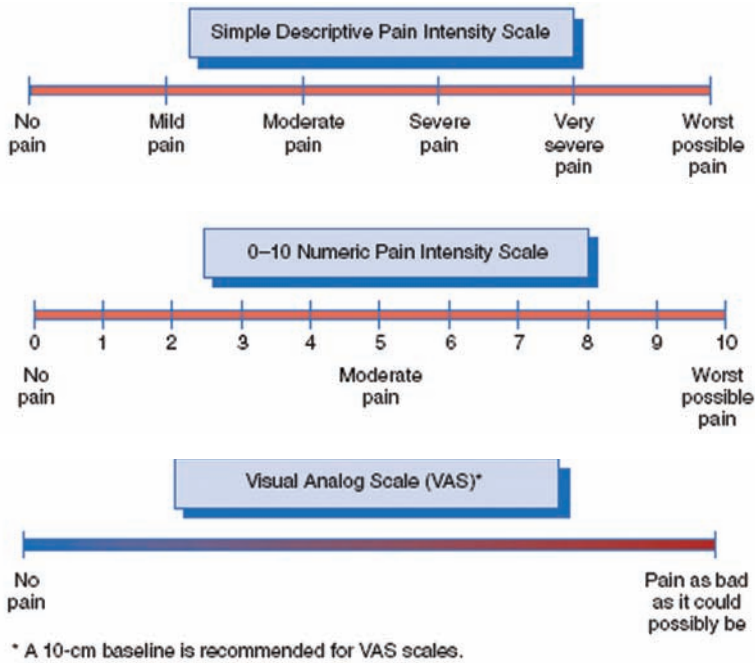 Simple Descriptive Pain Intensity Scale
No pain
Mild pain
Moderate pain
Severe pain
Very severe pain
Worst possible pain
0–10 Numeric Pain Intensity Scale
0 1 2 3 4 5 6 7 8 9 10
No pain
Moderate pain
Worst possible pain
Visual Analog Scale (VAS)*
No pain
Pain as bad as it could possibly be
* A 10-cm baseline is recommended for VAS scales.